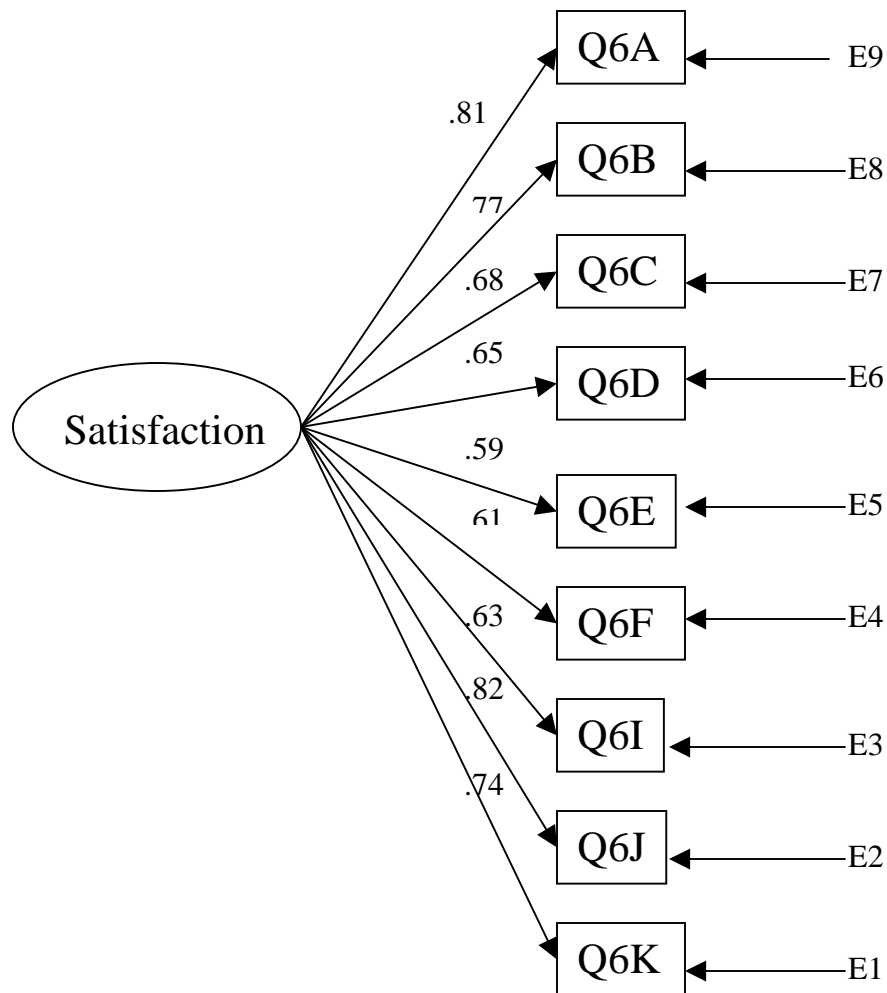 Q6A
E9
.81
Q6B
E8
77
Q6C
.68
E7
.65
Q6D
E6
Satisfaction
.59
Q6E
E5
61
Q6F
E4
.63
.82
Q6I
E3
.74
Q6J
E2
Q6K
E1